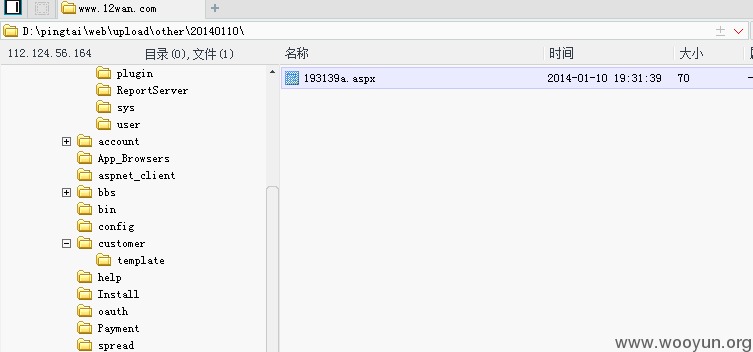 www.12wan.com
D:\pingtai\web\upload\other\20140110\
112.124.56.164 目录(0),文件(1) 名称 时间 大小
193139a.aspx 2014-01-10 19:31:39 70
plugin
ReportServer
sys
user
account
App_Browsers
aspnet_client
bbs
bin
config
customer
template
help
Install
oauth
Payment
spread
www.wooyun.org